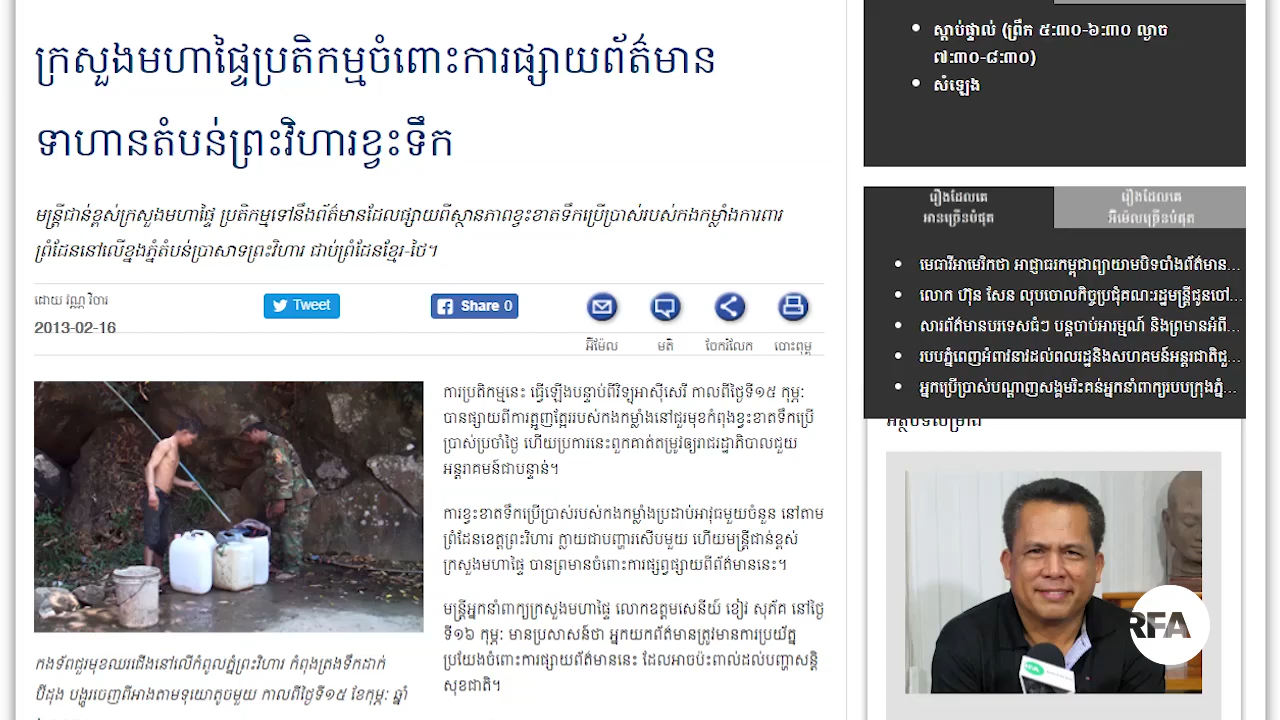 ក្រសួងមហាផ្ទៃប្រតិកម្មចំពោះការផ្សាយព័ត៌មាន
ទាហានតំបន់ព្រះវិហារខ្វះទឹក
មន្ត្រីជាន់ខ្ពស់ក្រសួងមហាផ្ទៃ ប្រតិកម្មទៅនឹងព័ត៌មានដែលផ្សាយពីស្ថានភាពខ្វះខាតទឹកប្រើប្រាស់របស់កងកម្លាំងការពារ
ព្រំដែននៅលើខ្នងភ្នំតំបន់ប្រាសាទព្រះវិហារ ជាប់ព្រំដែនខ្មែរ-ថៃ។
ដោយ វណ្ណ វិចារ
2013-02-16
Tweet
Share 0
អ៊ីម៉ែល
មតិ
ចែករំលែក
បោះពុម្ព
ការប្រតិកម្មនេះ ធ្វើឡើងបន្ទាប់ពីវិទ្យុអាស៊ីសេរី កាលពីថ្ងៃទី១៥ កុម្ភៈ
បានផ្សាយពីការត្អូញត្អែររបស់កងកម្លាំងនៅជួរមុខកំពុងខ្វះខាតទឹកប្រើ
ប្រាស់ប្រចាំថ្ងៃ ហើយប្រការនេះពួកគាត់តម្រូវឲ្យរាជរដ្ឋាភិបាលជួយ
អន្តរាគមន៍ជាបន្ទាន់។
ការខ្វះខាតទឹកប្រើប្រាស់របស់កងកម្លាំងប្រដាប់អាវុធមួយចំនួន នៅតាម
ព្រំដែនខេត្តព្រះវិហារ ក្លាយជាបញ្ហារសើបមួយ ហើយមន្ត្រីជាន់ខ្ពស់
ក្រសួងមហាផ្ទៃ បានព្រមានចំពោះការផ្សព្វផ្សាយពីព័ត៌មាននេះ។
មន្ត្រីអ្នកនាំពាក្យក្រសួងមហាផ្ទៃ លោកឧត្តមសេនីយ៍ ខៀវ សុភ័គ នៅថ្ងៃ
ទី១៦ កុម្ភៈ មានប្រសាសន៍ថា អ្នកយកព័ត៌មានត្រូវមានការប្រយ័ត្ន
ប្រយែងចំពោះការផ្សាយព័ត៌មាននេះ ដែលអាចប៉ះពាល់ដល់បញ្ហាសន្តិ
សុខជាតិ។
កងទ័ពជួរមុខឈរជើងនៅលើកំពូលភ្នំព្រះវិហារ កំពុងត្រងទឹកដាក់
ប៊ីដុង បង្ហូរចេញពីអាងតាមទុយោតូចមួយ កាលពីថ្ងៃទី១៥ ខែកុម្ភៈ ឆ្នាំ
ស្ដាប់ផ្ទាល់ (ព្រឹក ៥:៣០-៦:៣០ ល្ងាច
៧:៣០-៨:៣០)
សំឡេង
រឿងដែលគេ
អានច្រើនបំផុត
រឿងដែលគេ
អ៊ីម៉ែលច្រើនបំផុត
មេធាវីអាមេរិកថា អាជ្ញាធរកម្ពុជាព្យាយាមបិទបាំងព័ត៌មាន...
លោក ហ៊ុន សែន លុបចោលកិច្ចប្រជុំគណៈរដ្ឋមន្ត្រីជូនចៅ...
សារព័ត៌មានបរទេសធំៗ បន្តចាប់អារម្មណ៍ និងព្រមានអំពី...
របបភ្នំពេញអំពាវនាវដល់ពលរដ្ឋនិងសហគមន៍អន្តរជាតិជួ...
អ្នកប្រើប្រាស់បណ្ដាញសង្គមរិះគន់អ្នកនាំពាក្យរបបក្រុងភ្នំ...
RFA